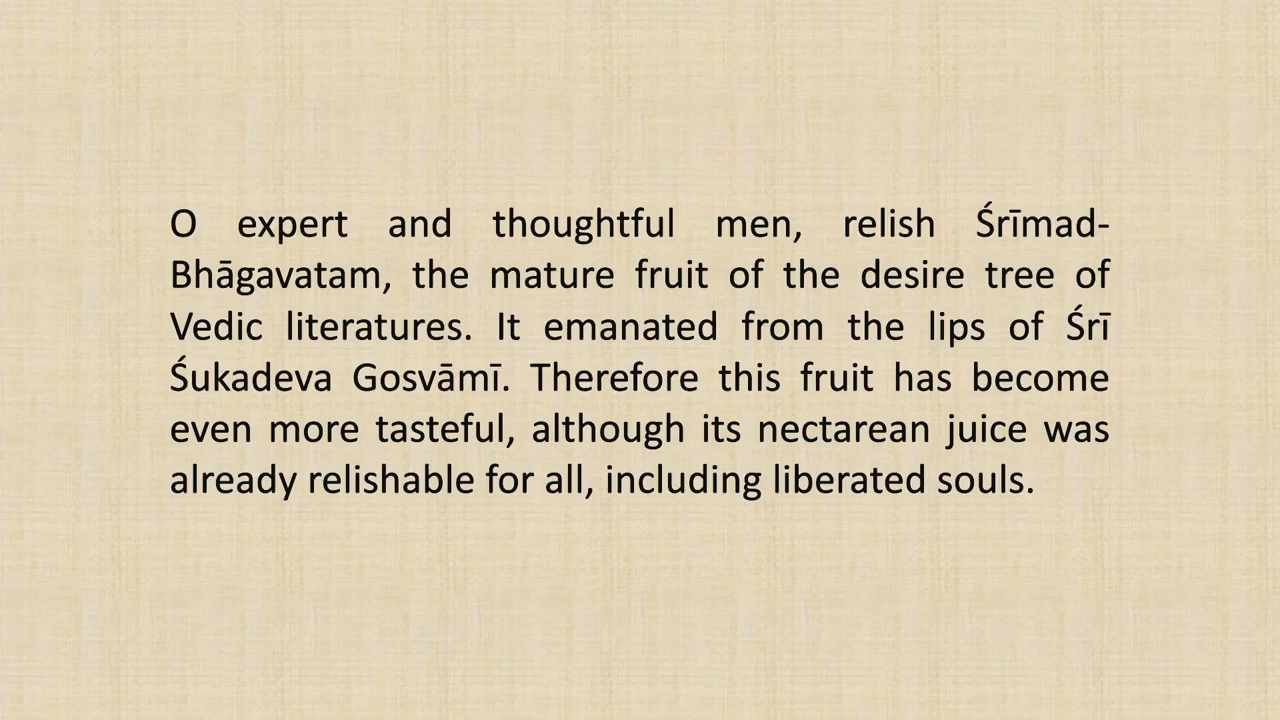 O expert and thoughtful men, relish Śrīmad-
Bhāgavatam, the mature fruit of the desire tree of
Vedic literatures. It emanated from the lips of Śrī
Śukadeva Gosvāmī. Therefore this fruit has become
even more tasteful, although its nectarean juice was
already relishable for all, including liberated souls.